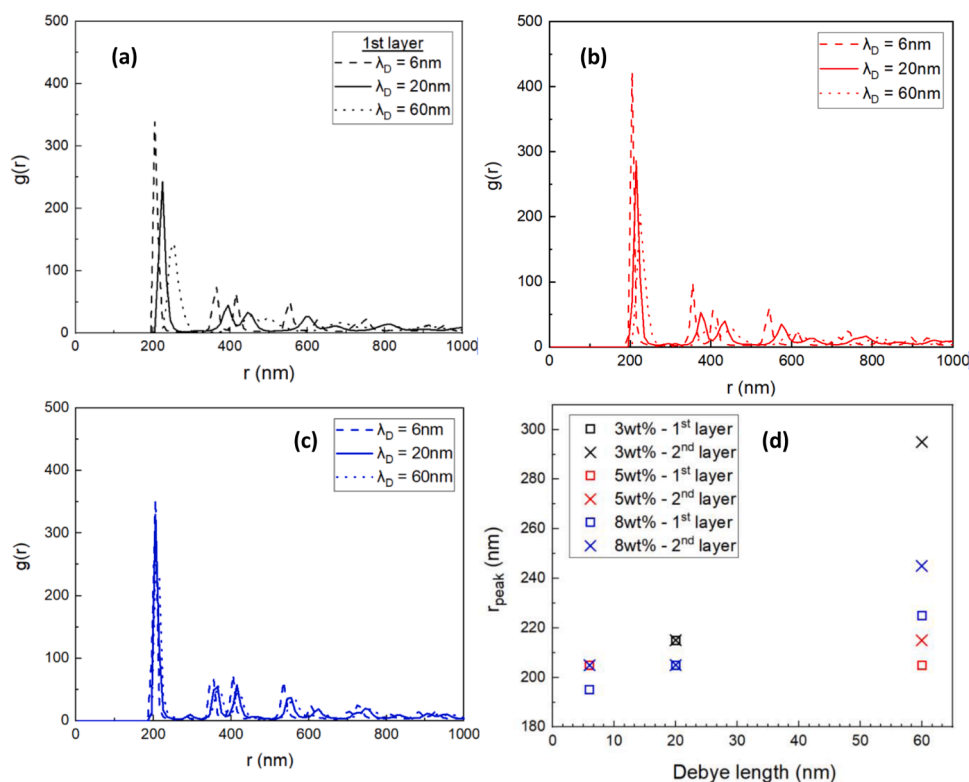 (a)
1st layer
λD = 6nm
λD = 20nm
λD = 60nm
500
400
300
200
100
0
g(r)
0 200 400 600 800 1000
r (nm)
(b)
λD = 6nm
λD = 20nm
λD = 60nm
500
400
300
200
100
0
g(r)
0 200 400 600 800 1000
r (nm)
(c)
λD = 6nm
λD = 20nm
λD = 60nm
500
400
300
200
100
0
g(r)
0 200 400 600 800 1000
r (nm)
(d)
3wt% - 1st layer
3wt% - 2nd layer
5wt% - 1st layer
5wt% - 2nd layer
8wt% - 1st layer
8wt% - 2nd layer
300
280
260
240
220
200
180
rpeak (nm)
0 10 20 30 40 50 60
Debye length (nm)